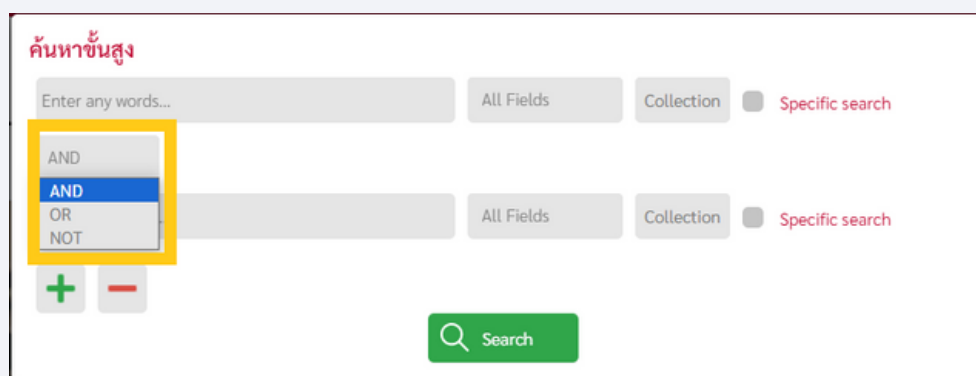 ค้นหาขั้นสูง
Enter any words... All Fields Collection Specific search
AND
AND
OR
All Fields Collection Specific search
NOT
Search